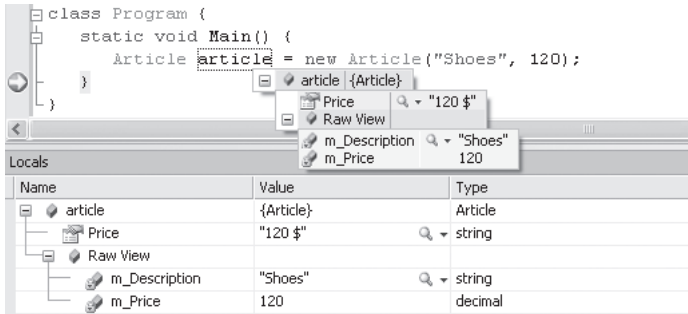 class Program {
static void Main() {
Article article = new Article("Shoes", 120);
}
}
article {Article}
Price "120 $"
Raw View
m_Description "Shoes"
m_Price 120
Locals
Name Value Type
article {Article} Article
Price "120 $" string
Raw View
m_Description "Shoes" string
m_Price 120 decimal